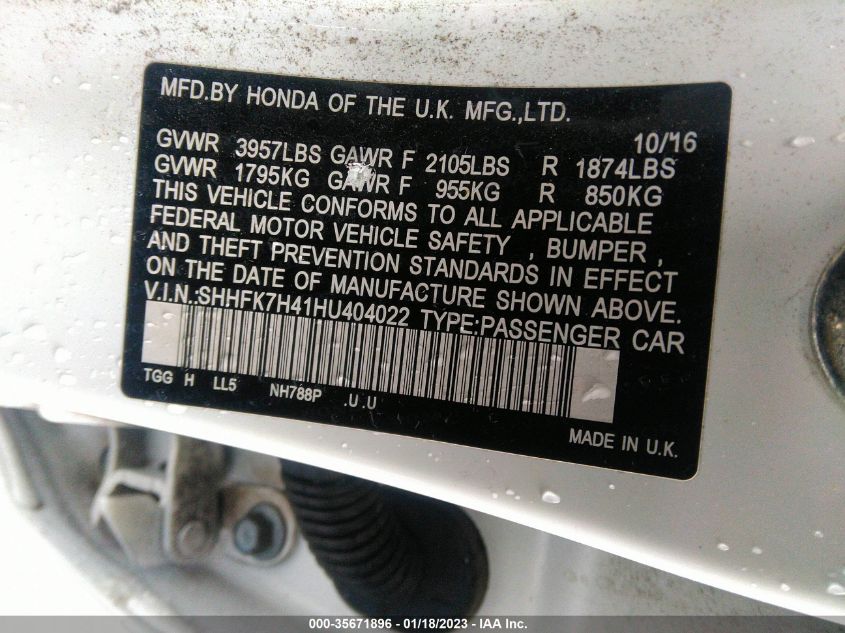 MFD.BY HONDA OF THE U.K. MFG.,LTD.
10/16
GVWR 3957LBS GAWR F 2105LBS R 1874LBS
GVWR 1795KG GAWR F 955KG R 850KG
THIS VEHICLE CONFORMS TO ALL APPLICABLE
FEDERAL MOTOR VEHICLE SAFETY , BUMPER ,
AND THEFT PREVENTION STANDARDS IN EFFECT
ON THE DATE OF MANUFACTURE SHOWN ABOVE.
V.I.N.:SHHFK7H41HU404022 TYPE:PASSENGER CAR
TGG H LL5 NH788P .U .U
MADE IN U.K.
000-35671896 — 01/18/2023 — IAA Inc.